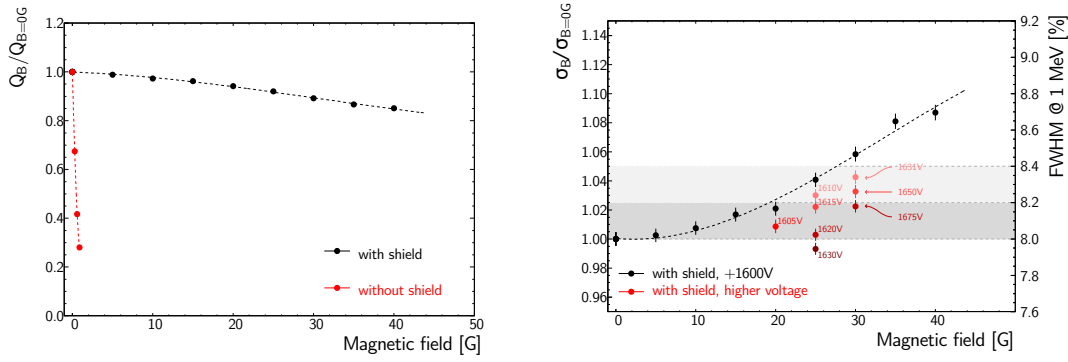 Q_B/Q_{B=0G}
1.2
1.0
0.8
0.6
0.4
0.2
0.0
with shield
without shield
0 10 20 30 40 50
Magnetic field [G]
σ_B/σ_{B=0G}
1.14
1.12
1.10
1.08
1.06
1.04
1.02
1.00
0.98
0.96
1631V
1610V
1650V
1615V
1605V
1675V
1620V
1630V
with shield, +1600V
with shield, higher voltage
0 10 20 30 40
Magnetic field [G]
9.2
9.0
8.8
8.6
8.4
8.2
8.0
7.8
7.6
FWHM @ 1 MeV [%]